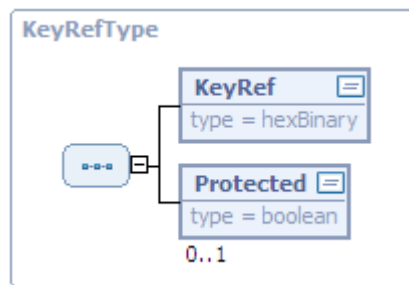 KeyRefType
KeyRef
type = hexBinary
Protected
type = boolean
0..1